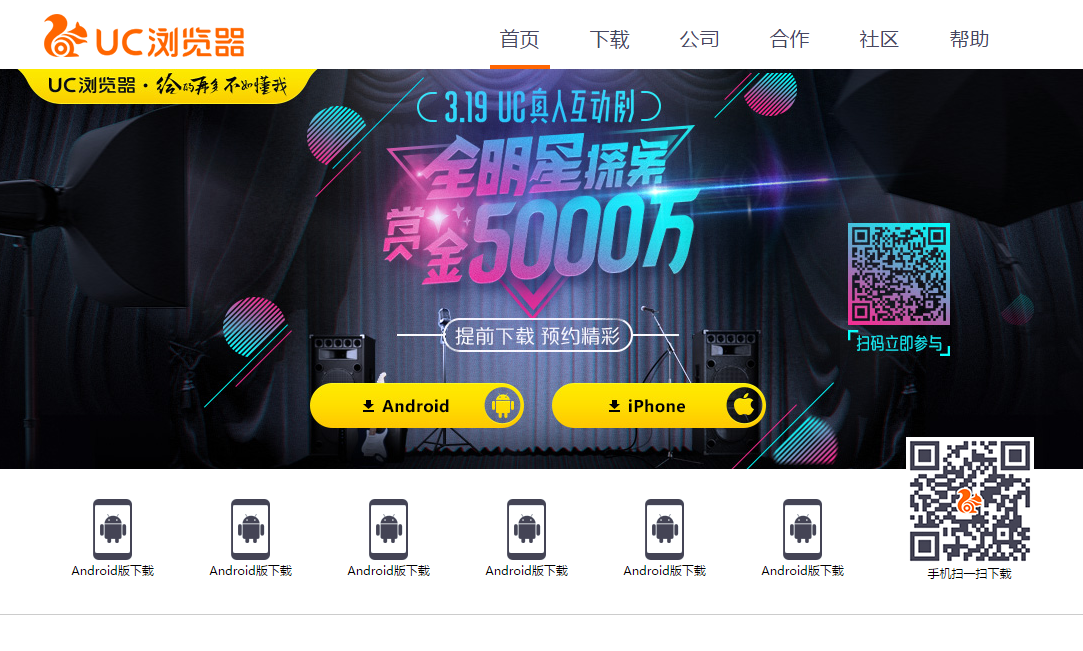 UC浏览器
首页 下载 公司 合作 社区 帮助
UC浏览器·给的再多不如懂我
3.19 UC真人互动剧
全明星探案
赏金5000万
提前下载 预约精彩
扫码立即参与
Android iPhone
Android版下载 Android版下载 Android版下载 Android版下载 Android版下载 Android版下载
手机扫一扫下载